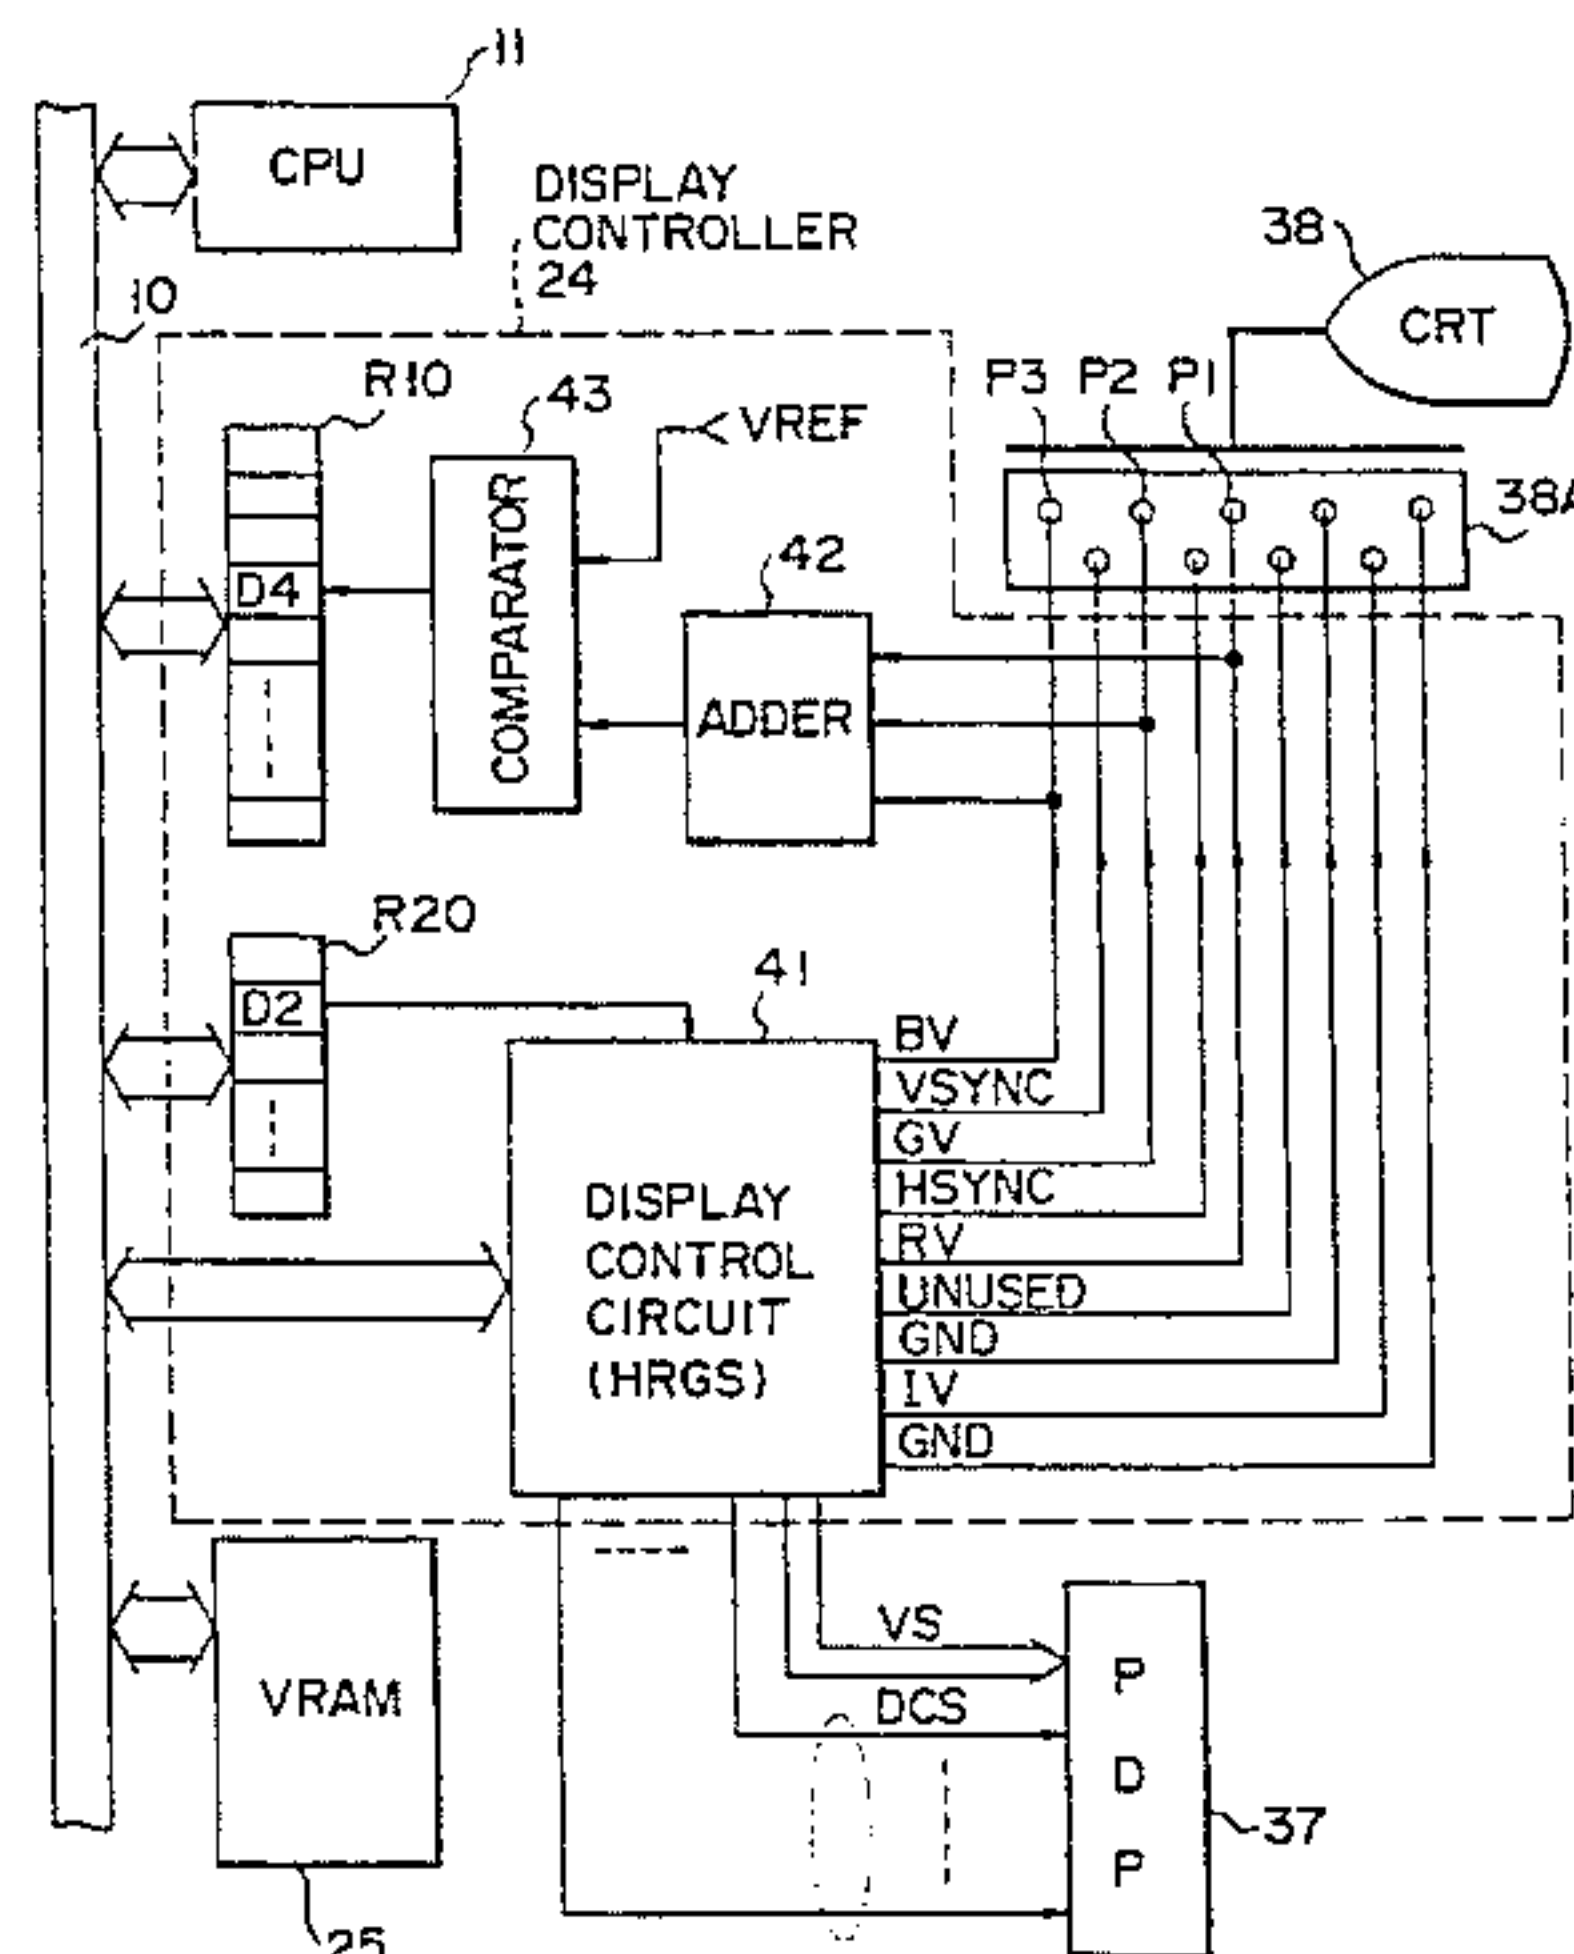 11
CPU
DISPLAY
CONTROLLER
24
10
38
CRT
R10
43
VREF
P3 P2 P1
38A
COMPARATOR
42
D4
ADDER
R20
41
D2
BV
VSYNC
GV
HSYNC
RV
UNUSED
GND
IV
GND
DISPLAY
CONTROL
CIRCUIT
(HRGS)
VS
DCS
VRAM
P
D
P
37
25